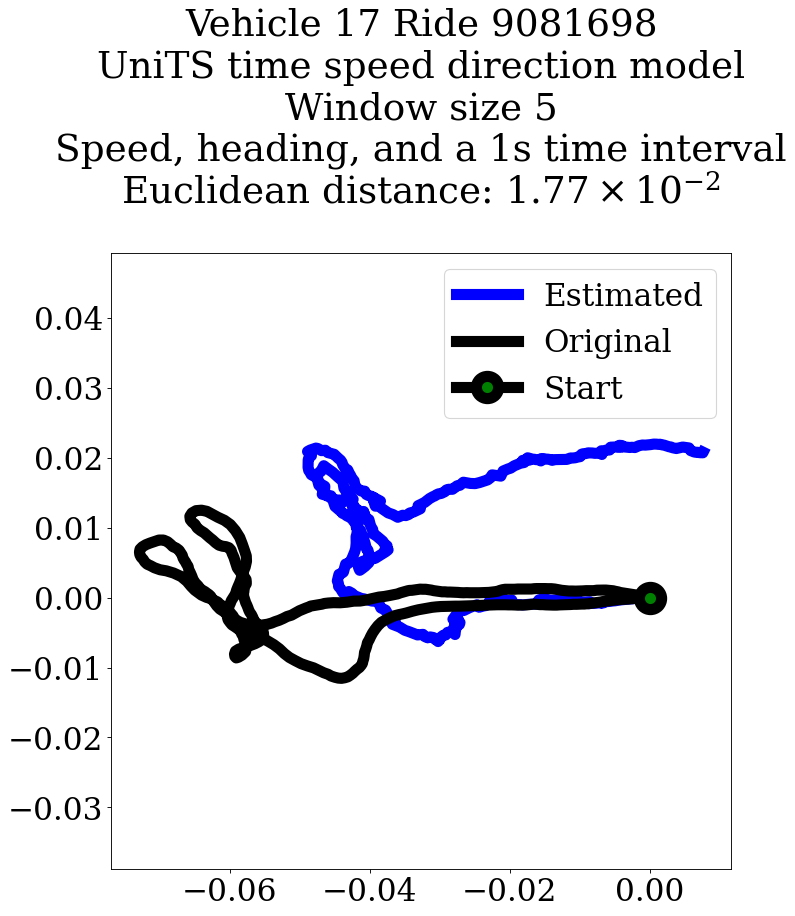 Vehicle 17 Ride 9081698
UniTS time speed direction model
Window size 5
Speed, heading, and a 1s time interval
Euclidean distance: 1.77 × 10⁻²
Estimated
Original
Start
0.04
0.03
0.02
0.01
0.00
−0.01
−0.02
−0.03
−0.06 −0.04 −0.02 0.00